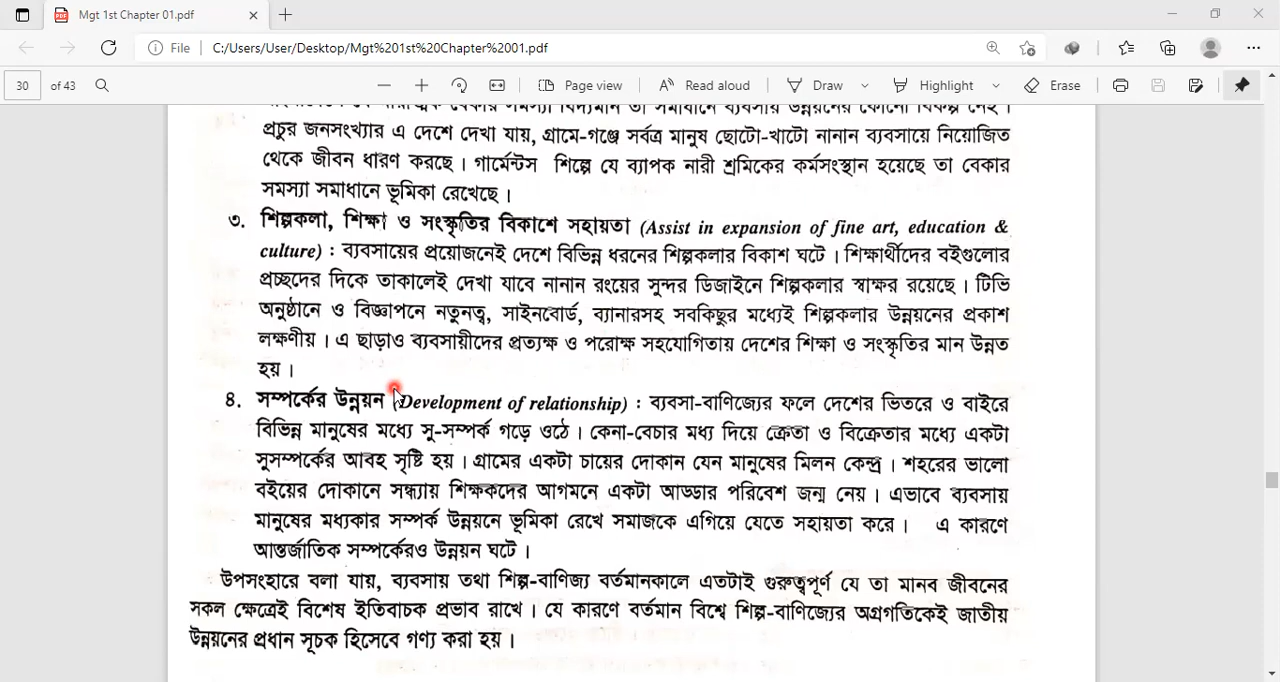 Mgt 1st Chapter 01.pdf
File C:/Users/User/Desktop/Mgt%201st%20Chapter%2001.pdf
30 of 43 Page view Read aloud Draw Highlight Erase
সমস্যা বিদ্যমান তা সমাধানে ব্যবসায় উন্নয়নের কোনো বিকল্প নেই।
প্রচুর জনসংখ্যার এ দেশে দেখা যায়, গ্রামে-গঞ্জে সর্বত্র মানুষ ছোটো-খাটো নানান ব্যবসায়ে নিয়োজিত
থেকে জীবন ধারণ করছে। গার্মেন্টস শিল্পে যে ব্যাপক নারী শ্রমিকের কর্মসংস্থান হয়েছে তা বেকার
সমস্যা সমাধানে ভূমিকা রেখেছে।
৩. শিল্পকলা, শিক্ষা ও সংস্কৃতির বিকাশে সহায়তা (Assist in expansion of fine art, education &
culture) : ব্যবসায়ের প্রয়োজনেই দেশে বিভিন্ন ধরনের শিল্পকলার বিকাশ ঘটে। শিক্ষার্থীদের বইগুলোর
প্রচ্ছদের দিকে তাকালেই দেখা যাবে নানান রংয়ের সুন্দর ডিজাইনে শিল্পকলার স্বাক্ষর রয়েছে। টিভি
অনুষ্ঠানে ও বিজ্ঞাপনে নতুনত্ব, সাইনবোর্ড, ব্যানারসহ সবকিছুর মধ্যেই শিল্পকলার উন্নয়নের প্রকাশ
লক্ষণীয়। এ ছাড়াও ব্যবসায়ীদের প্রত্যক্ষ ও পরোক্ষ সহযোগিতায় দেশের শিক্ষা ও সংস্কৃতির মান উন্নত
হয়।
৪. সম্পর্কের উন্নয়ন (Development of relationship) : ব্যবসা-বাণিজ্যের ফলে দেশের ভিতরে ও বাইরে
বিভিন্ন মানুষের মধ্যে সু-সম্পর্ক গড়ে ওঠে। কেনা-বেচার মধ্য দিয়ে ক্রেতা ও বিক্রেতার মধ্যে একটা
সুসম্পর্কের আবহ সৃষ্টি হয়। গ্রামের একটা চায়ের দোকান যেন মানুষের মিলন কেন্দ্র। শহরের ভালো
বইয়ের দোকানে সন্ধ্যায় শিক্ষকদের আগমনে একটা আড্ডার পরিবেশ জন্ম নেয়। এভাবে ব্যবসায়
মানুষের মধ্যকার সম্পর্ক উন্নয়নে ভূমিকা রেখে সমাজকে এগিয়ে যেতে সহায়তা করে। এ কারণে
আন্তর্জাতিক সম্পর্কেরও উন্নয়ন ঘটে।
উপসংহারে বলা যায়, ব্যবসায় তথা শিল্প-বাণিজ্য বর্তমানকালে এতটাই গুরুত্বপূর্ণ যে তা মানব জীবনের
সকল ক্ষেত্রেই বিশেষ ইতিবাচক প্রভাব রাখে। যে কারণে বর্তমান বিশ্বে শিল্প-বাণিজ্যের অগ্রগতিকেই জাতীয়
উন্নয়নের প্রধান সূচক হিসেবে গণ্য করা হয়।